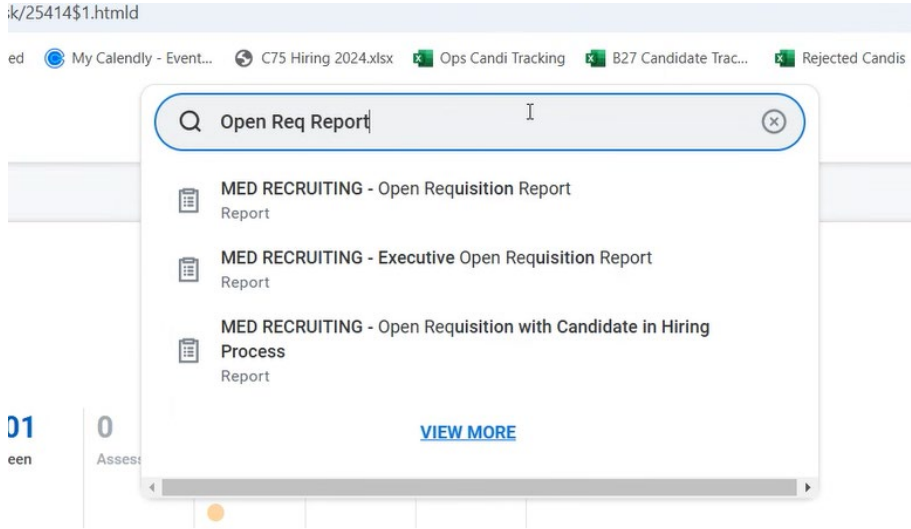 sk/25414$1.htmld
ed My Calendly - Event... C75 Hiring 2024.xlsx Ops Candi Tracking B27 Candidate Trac... Rejected Candis
Open Req Report
MED RECRUITING - Open Requisition Report
Report
MED RECRUITING - Executive Open Requisition Report
Report
MED RECRUITING - Open Requisition with Candidate in Hiring
Process
Report
VIEW MORE
01 0
een Assess